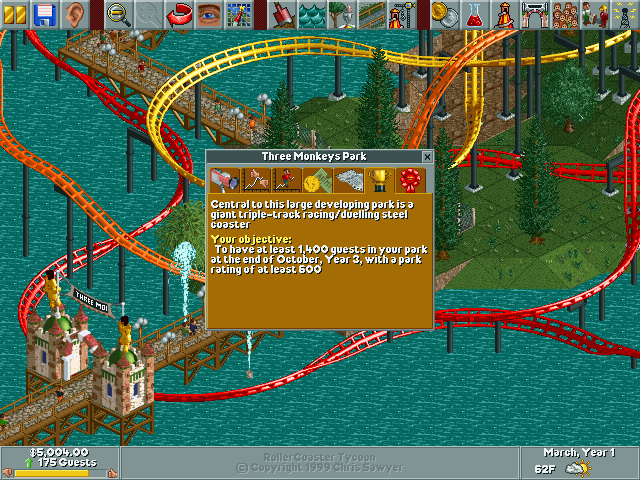 Three Monkeys Park
Central to this large developing park is a
giant triple-track racing/duelling steel
coaster
Your objective:
To have at least 1,400 guests in your park
at the end of October, Year 3, with a park
rating of at least 600
THREE MO
$5,004.00
175 Guests
RollerCoaster Tycoon
© Copyright 1999 Chris Sawyer
March, Year 1
62F